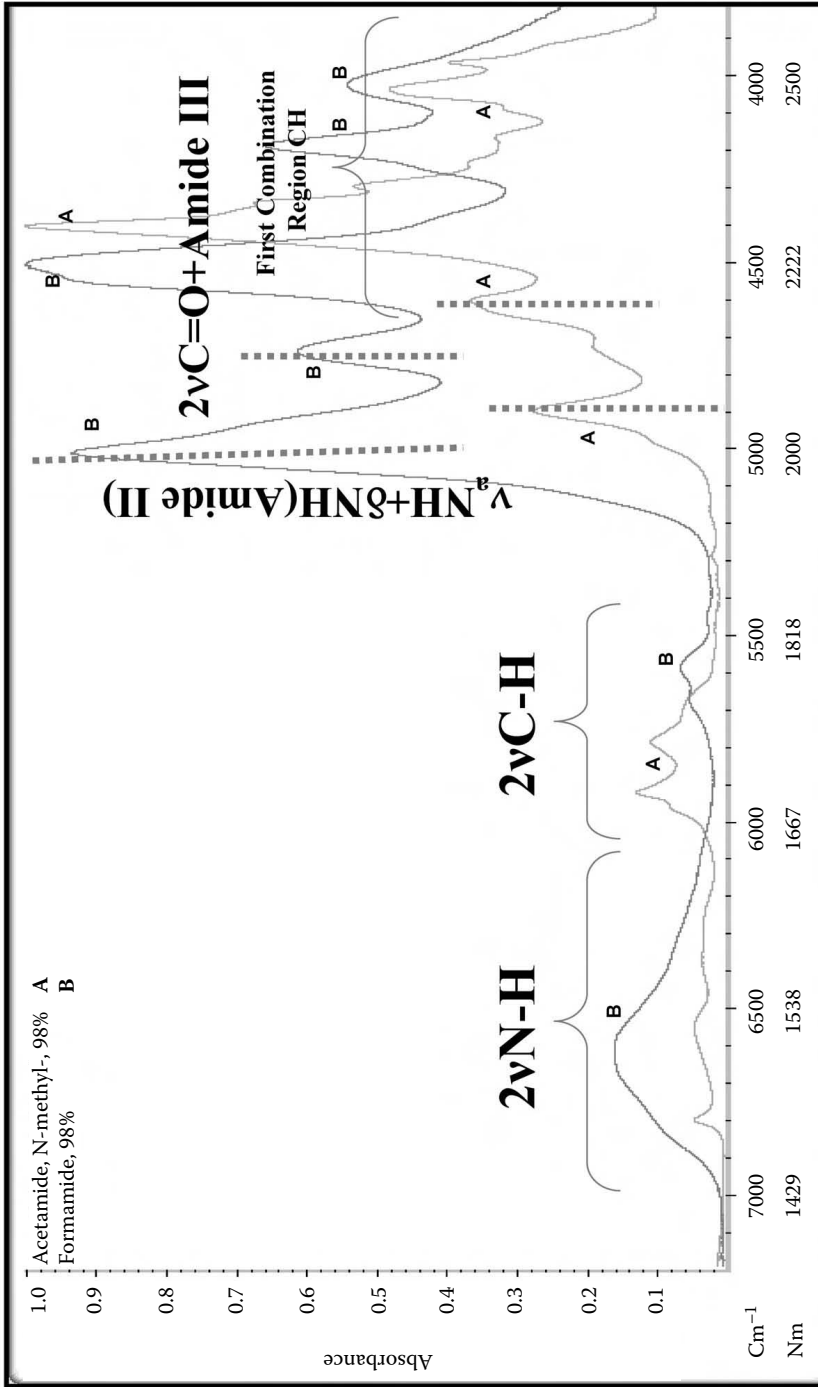 Acetamide, N-methyl-, 98% A
Formamide, 98% B
1.0
0.9
0.8
0.7
0.6
0.5
0.4
0.3
0.2
0.1
Absorbance
2νN-H
2νC-H
νaNH+δNH(Amide II)
2νC=O+Amide III
First Combination
Region CH
B
A
B
A
B
B
A
B
A
A
B
B
Cm⁻¹ 7000 6500 6000 5500 5000 4500 4000
Nm 1429 1538 1667 1818 2000 2222 2500